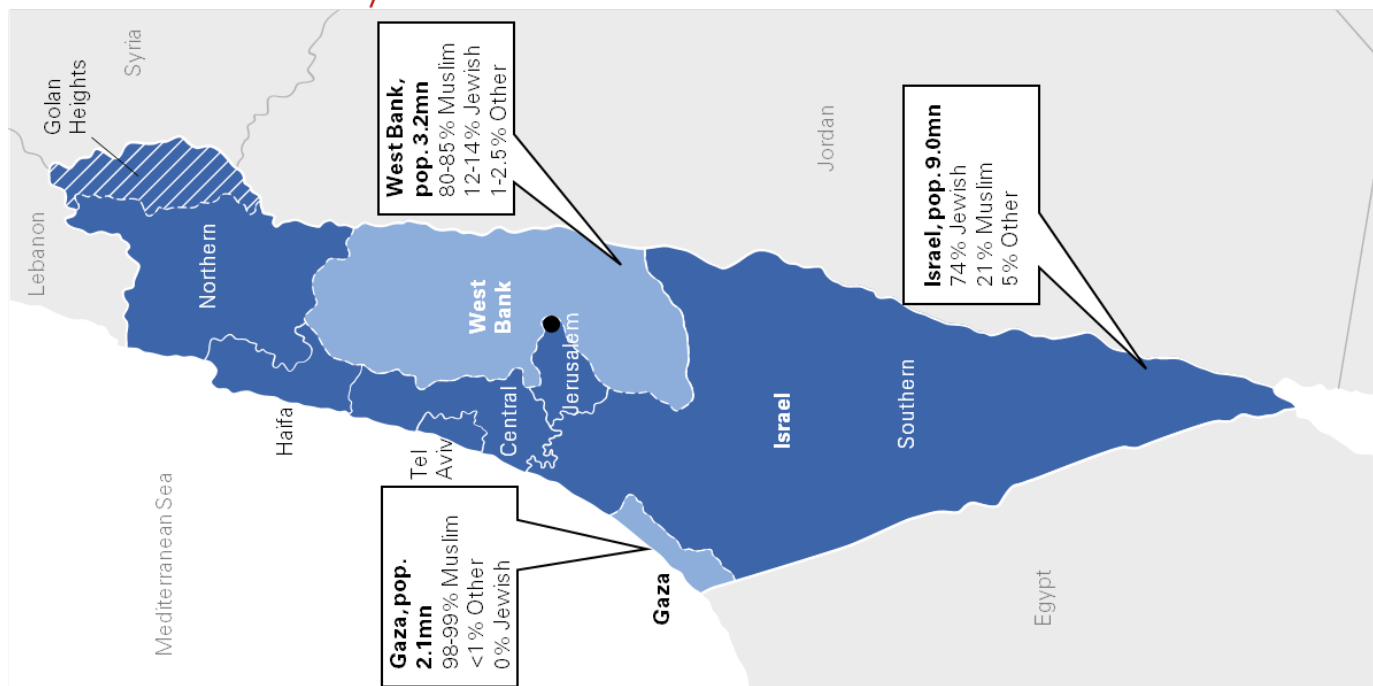 Lebanon
Syria
Golan
Heights
Mediterranean Sea
Northern
Haifa
West Bank,
pop. 3.2mn
80-85% Muslim
12-14% Jewish
1-2.5% Other
West
Bank
Tel
Aviv
Central
Jerusalem
Gaza, pop.
2.1mn
98-99% Muslim
<1% Other
0% Jewish
Gaza
Jordan
Israel
Southern
Israel, pop. 9.0mn
74% Jewish
21% Muslim
5% Other
Egypt